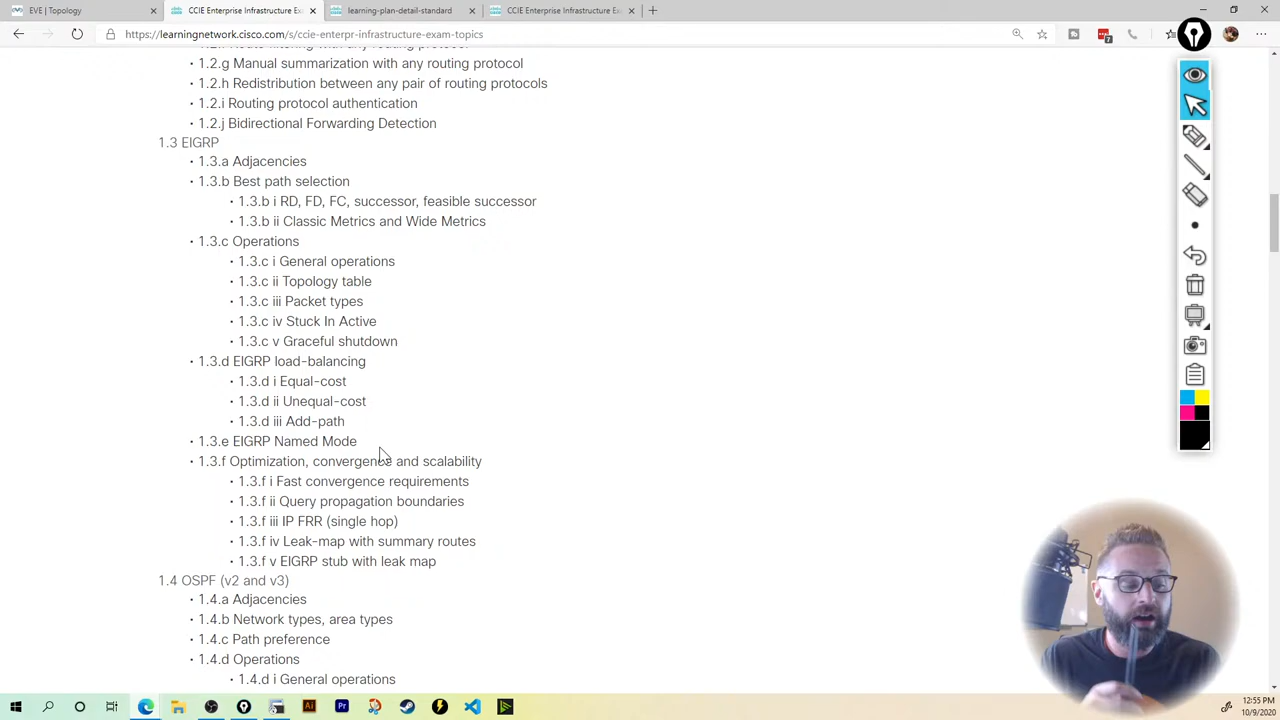 EVE | Topology
CCIE Enterprise Infrastructure Ex
learning-plan-detail-standard
CCIE Enterprise Infrastructure Ex
https://learningnetwork.cisco.com/s/ccie-enterpr-infrastructure-exam-topics
• 1.2.g Manual summarization with any routing protocol
• 1.2.h Redistribution between any pair of routing protocols
• 1.2.i Routing protocol authentication
• 1.2.j Bidirectional Forwarding Detection
1.3 EIGRP
• 1.3.a Adjacencies
• 1.3.b Best path selection
• 1.3.b i RD, FD, FC, successor, feasible successor
• 1.3.b ii Classic Metrics and Wide Metrics
• 1.3.c Operations
• 1.3.c i General operations
• 1.3.c ii Topology table
• 1.3.c iii Packet types
• 1.3.c iv Stuck In Active
• 1.3.c v Graceful shutdown
• 1.3.d EIGRP load-balancing
• 1.3.d i Equal-cost
• 1.3.d ii Unequal-cost
• 1.3.d iii Add-path
• 1.3.e EIGRP Named Mode
• 1.3.f Optimization, convergence and scalability
• 1.3.f i Fast convergence requirements
• 1.3.f ii Query propagation boundaries
• 1.3.f iii IP FRR (single hop)
• 1.3.f iv Leak-map with summary routes
• 1.3.f v EIGRP stub with leak map
1.4 OSPF (v2 and v3)
• 1.4.a Adjacencies
• 1.4.b Network types, area types
• 1.4.c Path preference
• 1.4.d Operations
• 1.4.d i General operations
12:55 PM
10/9/2020